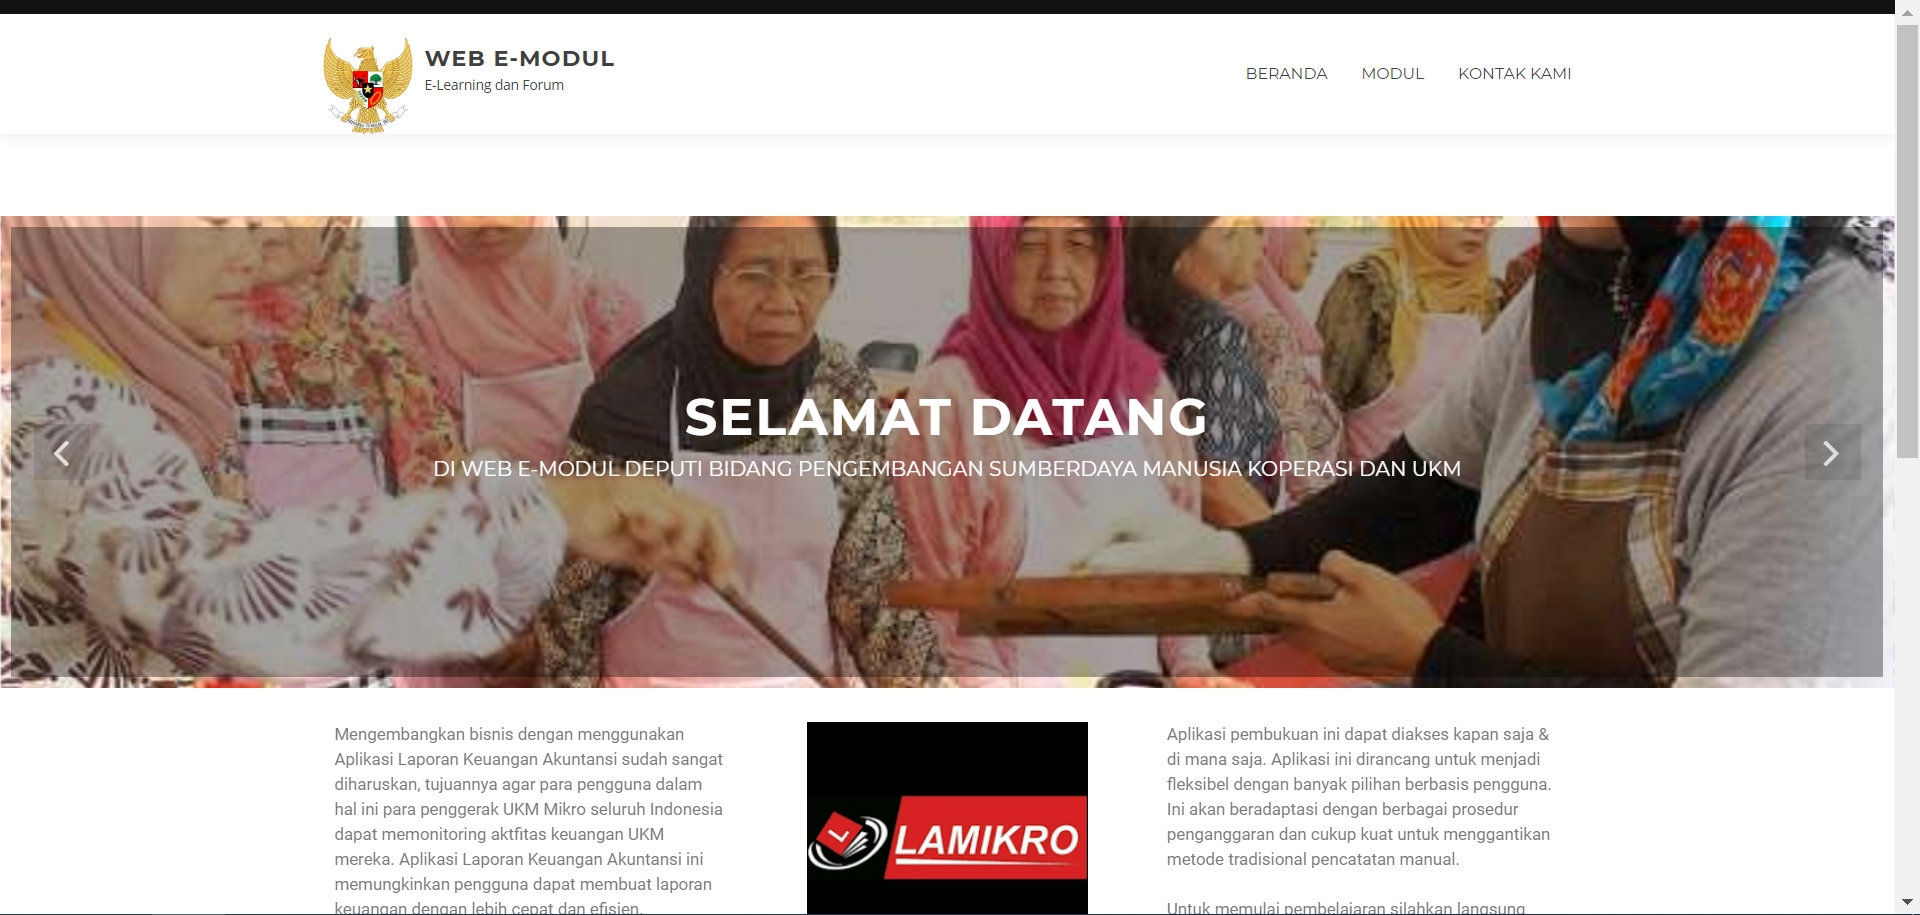 WEB E-MODUL
E-Learning dan Forum
BERANDA MODUL KONTAK KAMI
SELAMAT DATANG
DI WEB E-MODUL DEPUTI BIDANG PENGEMBANGAN SUMBERDAYA MANUSIA KOPERASI DAN UKM
Mengembangkan bisnis dengan menggunakan
Aplikasi Laporan Keuangan Akuntansi sudah sangat
diharuskan, tujuannya agar para pengguna dalam
hal ini para penggerak UKM Mikro seluruh Indonesia
dapat memonitoring aktfitas keuangan UKM
mereka. Aplikasi Laporan Keuangan Akuntansi ini
memungkinkan pengguna dapat membuat laporan
keuangan dengan lebih cepat dan efisien.
L
LAMIKRO
Aplikasi pembukuan ini dapat diakses kapan saja &
di mana saja. Aplikasi ini dirancang untuk menjadi
fleksibel dengan banyak pilihan berbasis pengguna.
Ini akan beradaptasi dengan berbagai prosedur
penganggaran dan cukup kuat untuk menggantikan
metode tradisional pencatatan manual.
Untuk memulai pembelajaran silahkan langsung